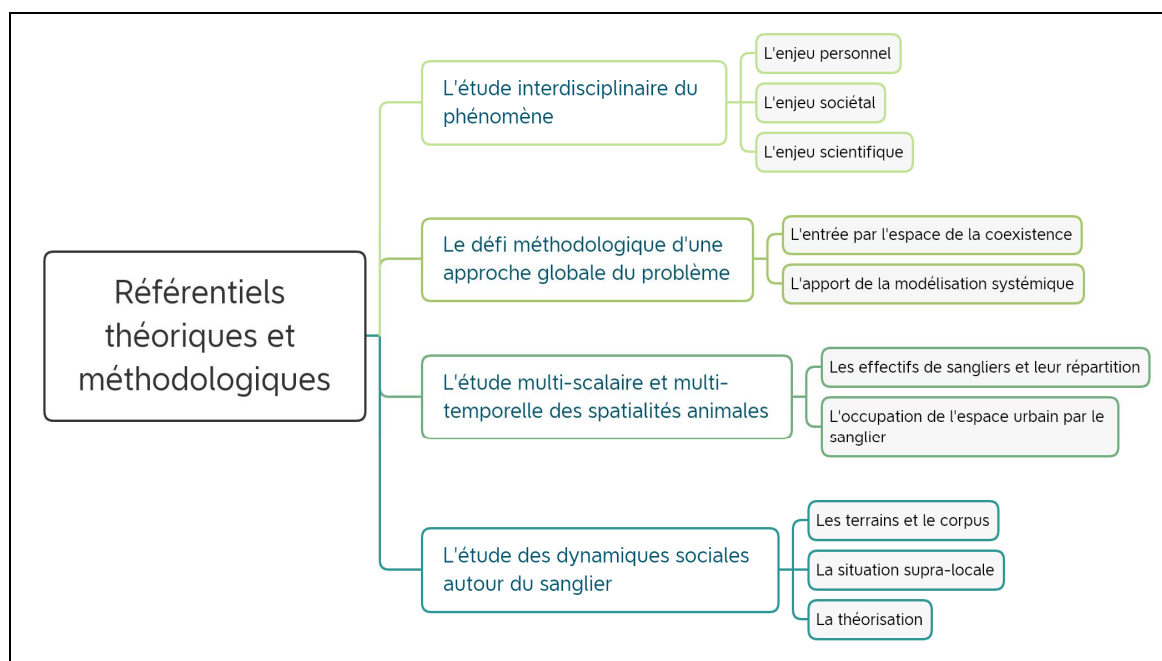 Référentiels
théoriques et
méthodologiques
L'étude interdisciplinaire du
phénomène
L'enjeu personnel
L'enjeu sociétal
L'enjeu scientifique
Le défi méthodologique d'une
approche globale du problème
L'entrée par l'espace de la coexistence
L'apport de la modélisation systémique
L'étude multi-scalaire et multi-
temporelle des spatialités animales
Les effectifs de sangliers et leur répartition
L'occupation de l'espace urbain par le
sanglier
L'étude des dynamiques sociales
autour du sanglier
Les terrains et le corpus
La situation supra-locale
La théorisation